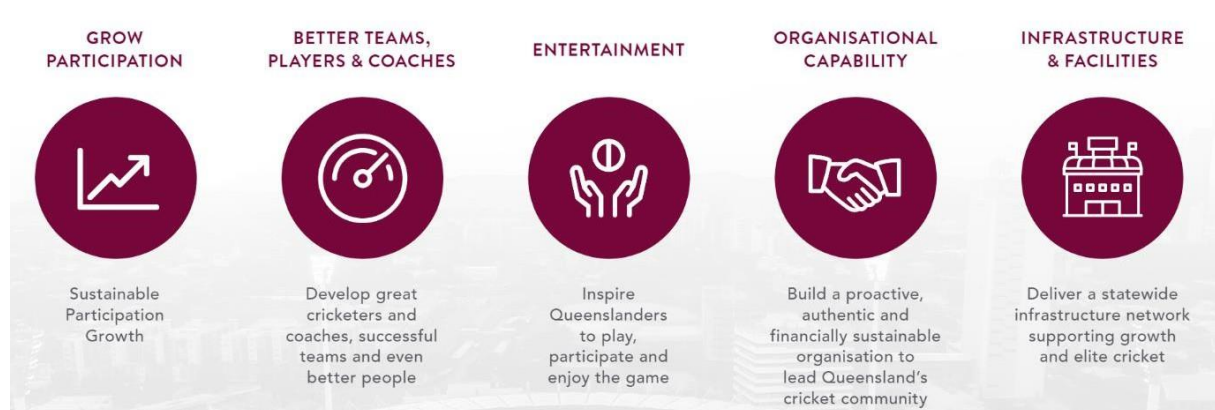 GROW
PARTICIPATION
Sustainable
Participation
Growth
BETTER TEAMS,
PLAYERS & COACHES
Develop great
cricketers and
coaches, successful
teams and even
better people
ENTERTAINMENT
Inspire
Queenslanders
to play,
participate and
enjoy the game
ORGANISATIONAL
CAPABILITY
Build a proactive,
authentic and
financially sustainable
organisation to
lead Queensland's
cricket community
INFRASTRUCTURE
& FACILITIES
Deliver a statewide
infrastructure network
supporting growth
and elite cricket